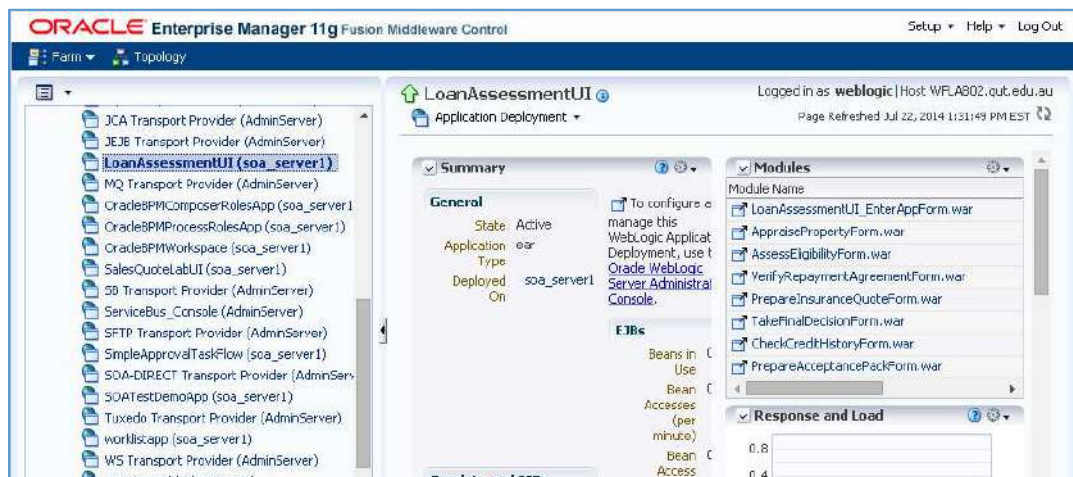 ORACLE Enterprise Manager 11g Fusion Middleware Control
Setup Help Log Out
Farm Topology
JCA Transport Provider (AdminServer)
JEJB Transport Provider (AdminServer)
LoanAssessmentUI (soa_server1)
MQ Transport Provider (AdminServer)
OracleBPMComposerRolesApp (soa_server1
OracleBPMProcessRolesApp (soa_server1)
OracleBPMWorkspace (soa_server1)
SalesQuoteLabUI (soa_server1)
SB Transport Provider (AdminServer)
ServiceBus_Console (AdminServer)
SFTP Transport Provider (AdminServer)
SimpleApprovalTaskFlow (soa_server1)
SOA-DIRECT Transport Provider (AdminServ
SOATestDemoApp (soa_server1)
Tuxedo Transport Provider (AdminServer)
worklistapp (soa_server1)
WS Transport Provider (AdminServer)
LoanAssessmentUI
Application Deployment
Logged in as weblogic|Host WFLAB02.qut.edu.au
Page Refreshed Jul 22, 2014 1:31:49 PM EST
Summary
General
State Active
Application Type ear
Deployed On soa_server1
To configure a
manage this
WebLogic Applicat
Deployment, use t
Oracle WebLogic
Server Administra
Console.
EJBs
Beans in Use
Bean Accesses (per minute)
Bean Access
Modules
Module Name
LoanAssessmentUI_EnterAppForm.war
AppraisePropertyForm.war
AssessEligibilityForm.war
VerifyRepaymentAgreementForm.war
PrepareInsuranceQuoteForm.war
TakeFinalDecisionForm.war
CheckCreditHistoryForm.war
PrepareAcceptancePackForm.war
Response and Load
0.8
0.4